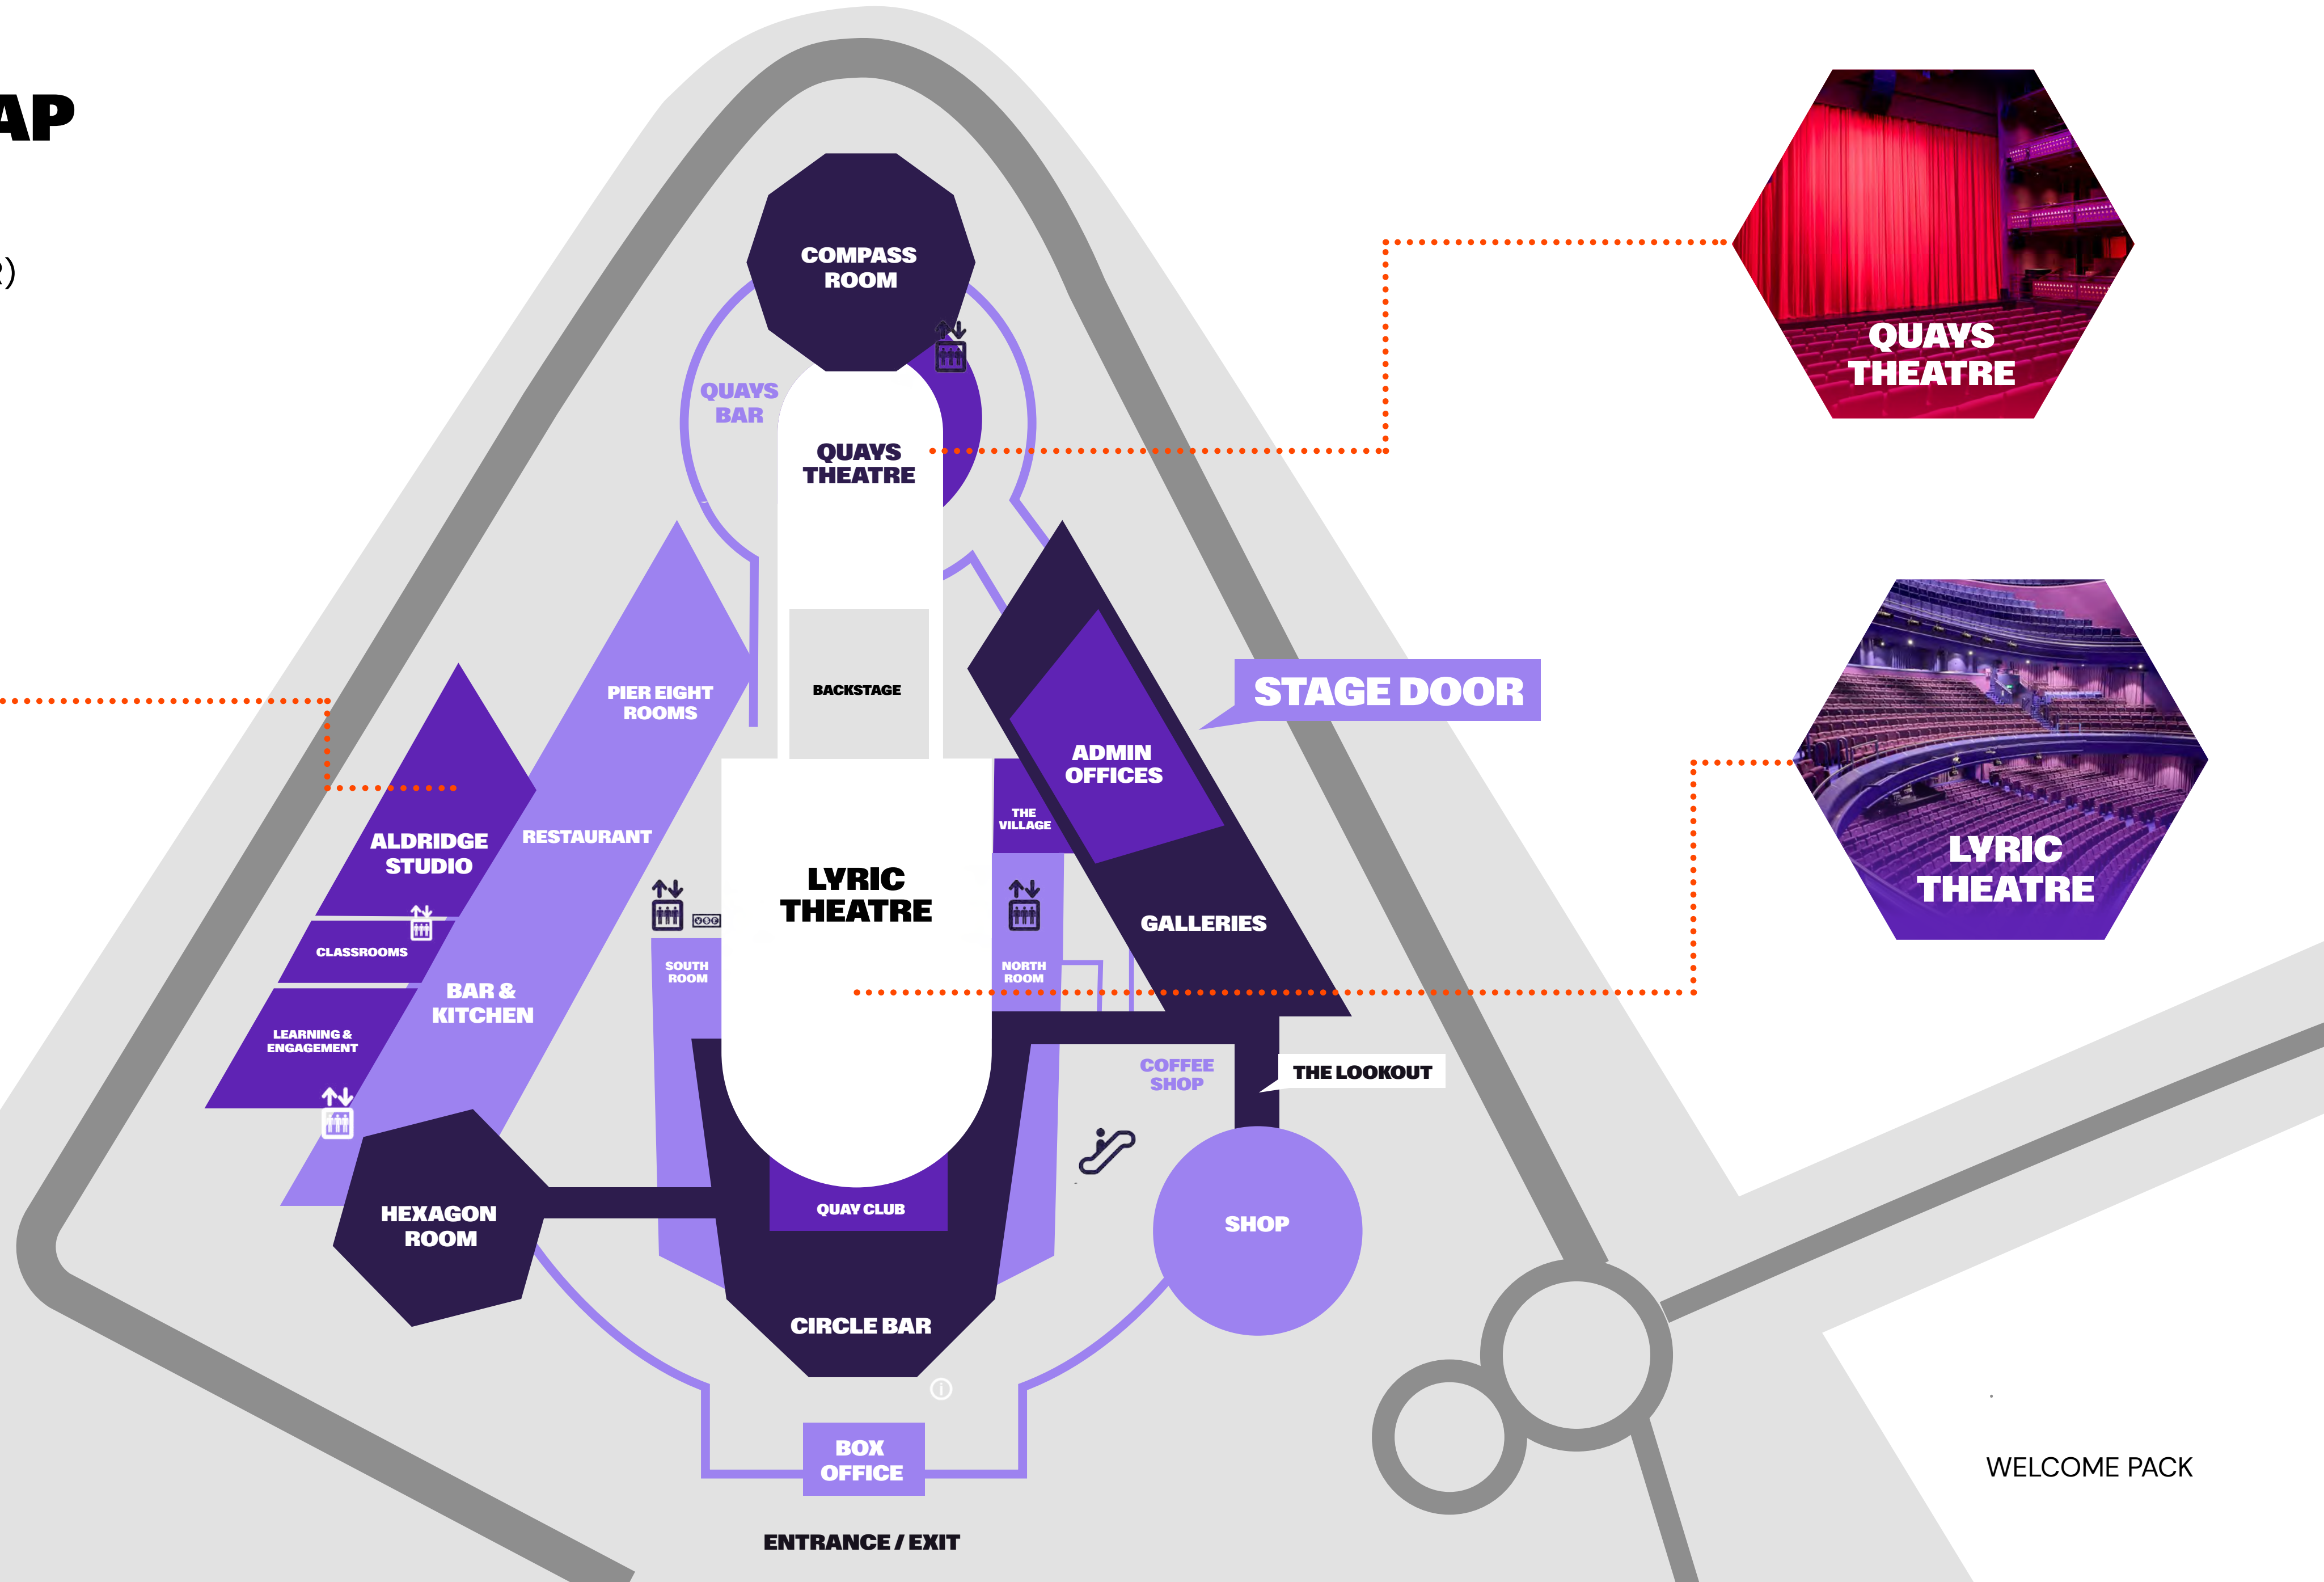 AP
R)
COMPASS
ROOM
QUAYS
BAR
QUAYS
THEATRE
QUAYS
THEATRE
BACKSTAGE
PIER EIGHT
ROOMS
STAGE DOOR
ADMIN
OFFICES
THE
VILLAGE
ALDRIDGE
STUDIO
RESTAURANT
LYRIC
THEATRE
LYRIC
THEATRE
GALLERIES
CLASSROOMS
SOUTH
ROOM
NORTH
ROOM
BAR &
KITCHEN
LEARNING &
ENGAGEMENT
COFFEE
SHOP
THE LOOKOUT
QUAY CLUB
HEXAGON
ROOM
SHOP
CIRCLE BAR
BOX
OFFICE
WELCOME PACK
ENTRANCE / EXIT